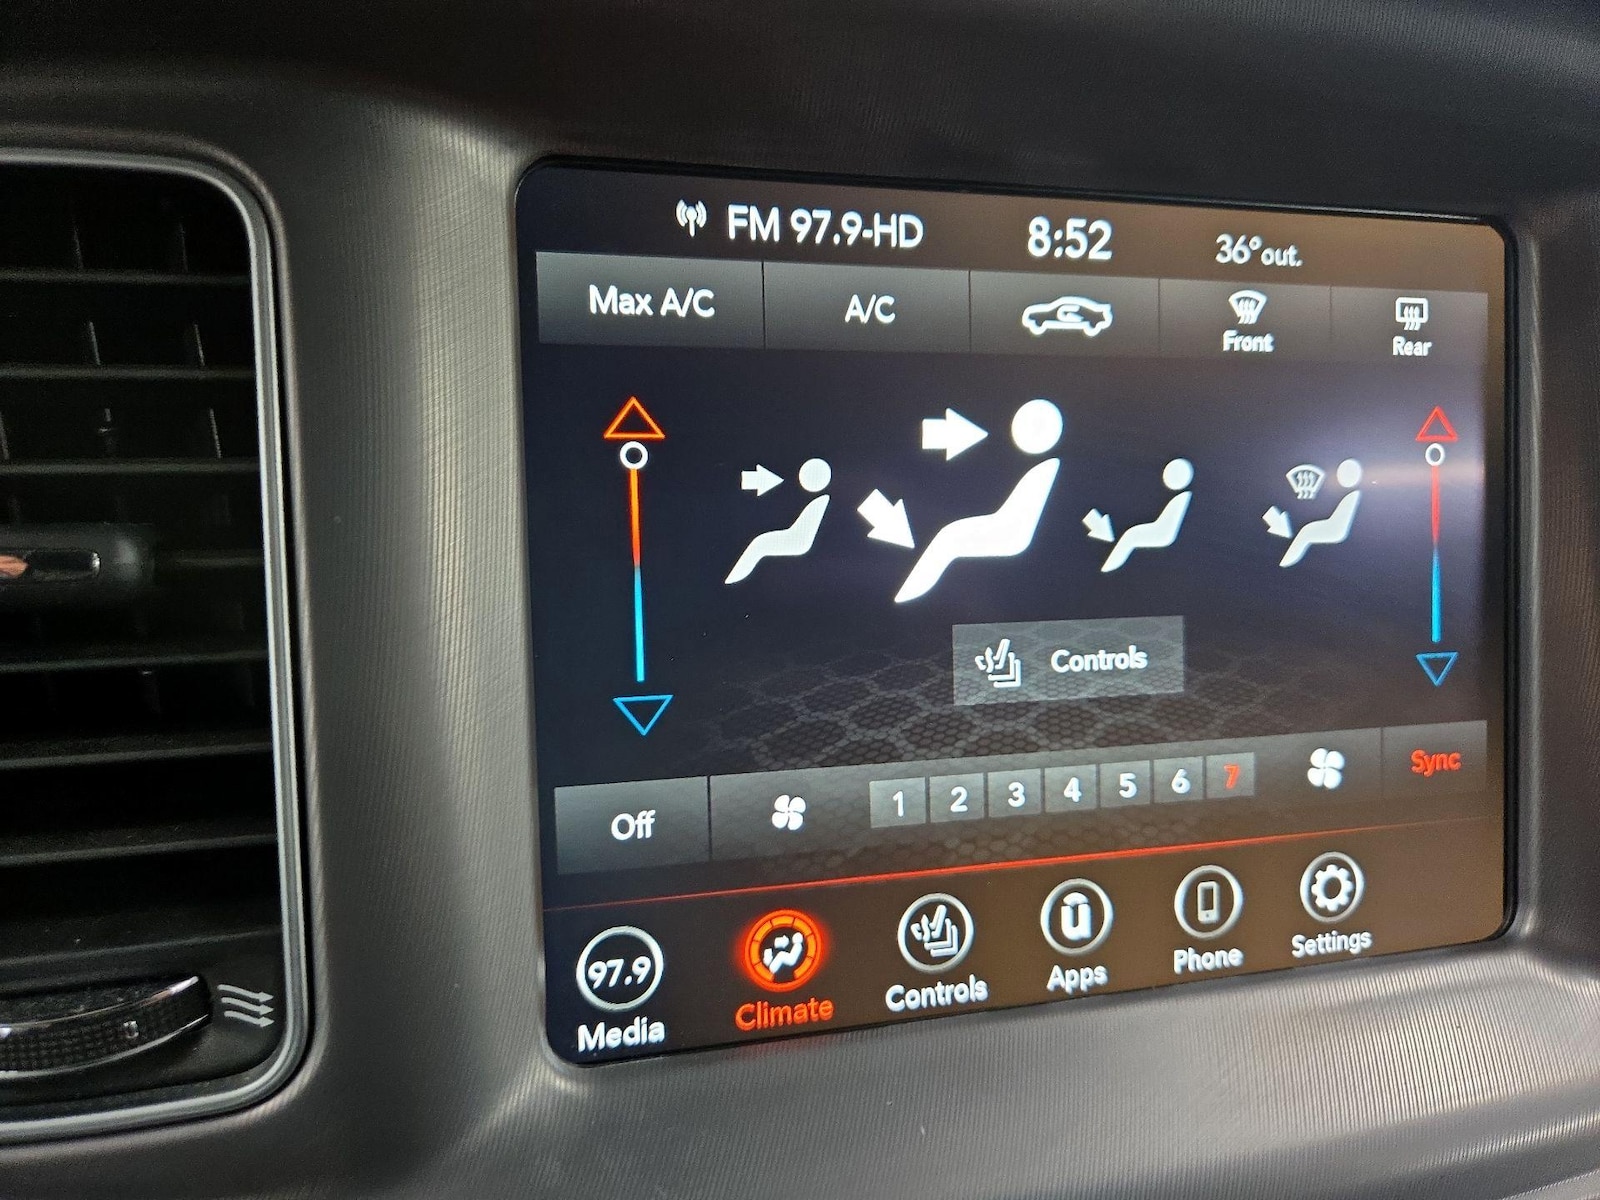 FM 97.9-HD 8:52 36° out.
Max A/C A/C Front Rear
Controls
Off 1 2 3 4 5 6 7 Sync
97.9
Media Climate Controls Apps Phone Settings